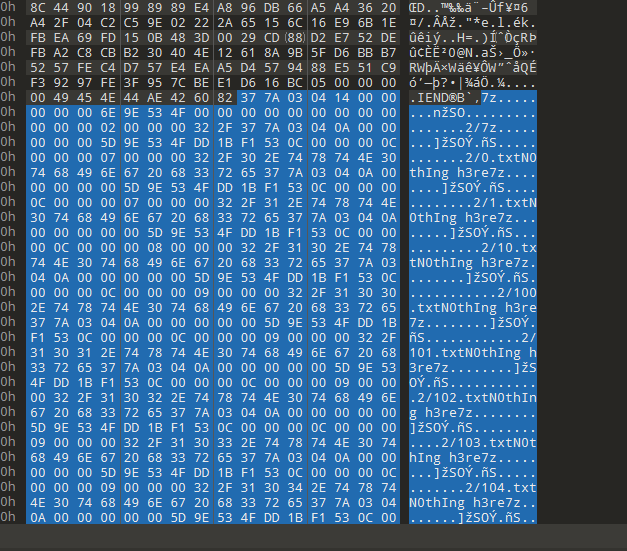 0h 8C 44 90 18 99 89 89 E4 A8 96 DB 66 A5 A4 36 20
0h A4 2F 04 C2 C5 9E 02 22 2A 65 15 6C 16 E9 6B 1E
0h FB EA 69 FD 15 0B 48 3D 00 29 CD (88) D2 E7 52 DE
0h FB A2 C8 CB B2 30 40 4E 12 61 8A 9B 5F D6 BB B7
0h 52 57 FE C4 D7 57 E4 EA A5 D4 57 94 88 E5 51 C9
0h F3 92 97 FE 3F 95 7C BE E1 D6 16 BC 05 00 00 00
0h 00 49 45 4E 44 AE 42 60 82 37 7A 03 04 14 00 00 .IEND®B`‚7z.....
0h 00 00 00 6E 9E 53 4F 00 00 00 00 00 00 00 00 00 ...nžSO.........
0h 00 00 00 02 00 00 00 32 2F 37 7A 03 04 0A 00 00 .......2/7z.....
0h 00 00 00 5D 9E 53 4F DD 1B F1 53 0C 00 00 00 0C ...]žSOÝ.ñS.....
0h 00 00 00 07 00 00 00 32 2F 30 2E 74 78 74 4E 30 .......2/0.txtN0
0h 74 68 49 6E 67 20 68 33 72 65 37 7A 03 04 0A 00 thIng h3re7z....
0h 00 00 00 00 5D 9E 53 4F DD 1B F1 53 0C 00 00 00 ....]žSOÝ.ñS....
0h 0C 00 00 00 07 00 00 00 32 2F 31 2E 74 78 74 4E ........2/1.txtN
0h 30 74 68 49 6E 67 20 68 33 72 65 37 7A 03 04 0A 0thIng h3re7z...
0h 00 00 00 00 00 5D 9E 53 4F DD 1B F1 53 0C 00 00 .....]žSOÝ.ñS...
0h 00 0C 00 00 00 08 00 00 00 32 2F 31 30 2E 74 78 .........2/10.tx
0h 74 4E 30 74 68 49 6E 67 20 68 33 72 65 37 7A 03 tN0thIng h3re7z.
0h 04 0A 00 00 00 00 00 5D 9E 53 4F DD 1B F1 53 0C .......]žSOÝ.ñS.
0h 00 00 00 0C 00 00 00 09 00 00 00 32 2F 31 30 30 ...........2/100
0h 2E 74 78 74 4E 30 74 68 49 6E 67 20 68 33 72 65 .txtN0thIng h3re
0h 37 7A 03 04 0A 00 00 00 00 00 5D 9E 53 4F DD 1B 7z........]žSOÝ.
0h F1 53 0C 00 00 00 0C 00 00 00 09 00 00 00 32 2F ñS............2/
0h 31 30 31 2E 74 78 74 4E 30 74 68 49 6E 67 20 68 101.txtN0thIng h
0h 33 72 65 37 7A 03 04 0A 00 00 00 00 00 5D 9E 53 3re7z........]žS
0h 4F DD 1B F1 53 0C 00 00 00 0C 00 00 00 09 00 00 OÝ.ñS...........
0h 00 32 2F 31 30 32 2E 74 78 74 4E 30 74 68 49 6E .2/102.txtN0thIn
0h 67 20 68 33 72 65 37 7A 03 04 0A 00 00 00 00 00 g h3re7z........
0h 5D 9E 53 4F DD 1B F1 53 0C 00 00 00 0C 00 00 00 ]žSOÝ.ñS........
0h 09 00 00 00 32 2F 31 30 33 2E 74 78 74 4E 30 74 ....2/103.txtN0t
0h 68 49 6E 67 20 68 33 72 65 37 7A 03 04 0A 00 00 hIng h3re7z.....
0h 00 00 00 5D 9E 53 4F DD 1B F1 53 0C 00 00 00 0C ...]žSOÝ.ñS.....
0h 00 00 00 09 00 00 00 32 2F 31 30 34 2E 74 78 74 .......2/104.txt
0h 4E 30 74 68 49 6E 67 20 68 33 72 65 37 7A 03 04 N0thIng h3re7z..
0h 0A 00 00 00 00 00 5D 9E 53 4F DD 1B F1 53 0C 00 ......]žSOÝ.ñS..